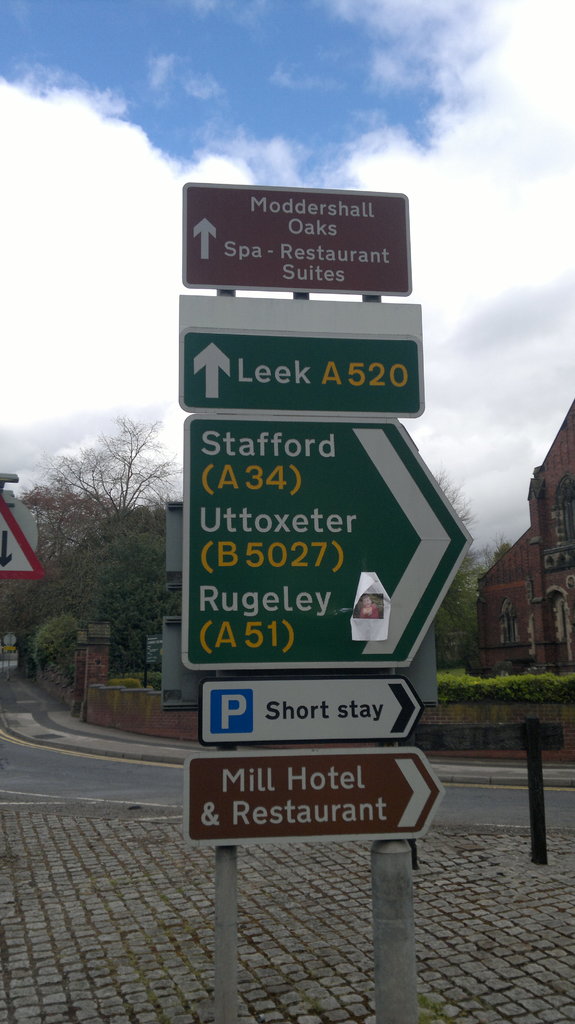 Moddershall
Oaks
Spa - Restaurant
Suites
Leek A520
Stafford
(A34)
Uttoxeter
(B5027)
Rugeley
(A51)
P Short stay
Mill Hotel
& Restaurant